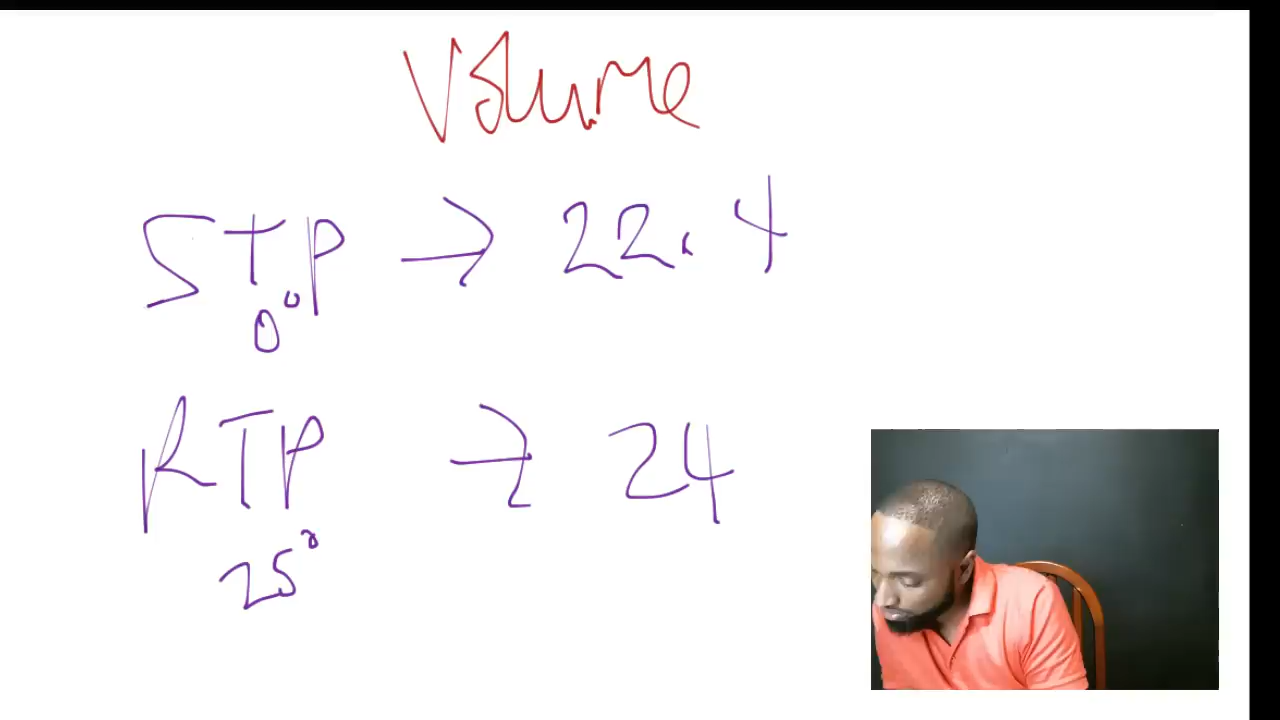 Volume
STP → 22.4
0°
RTP → 24
25°